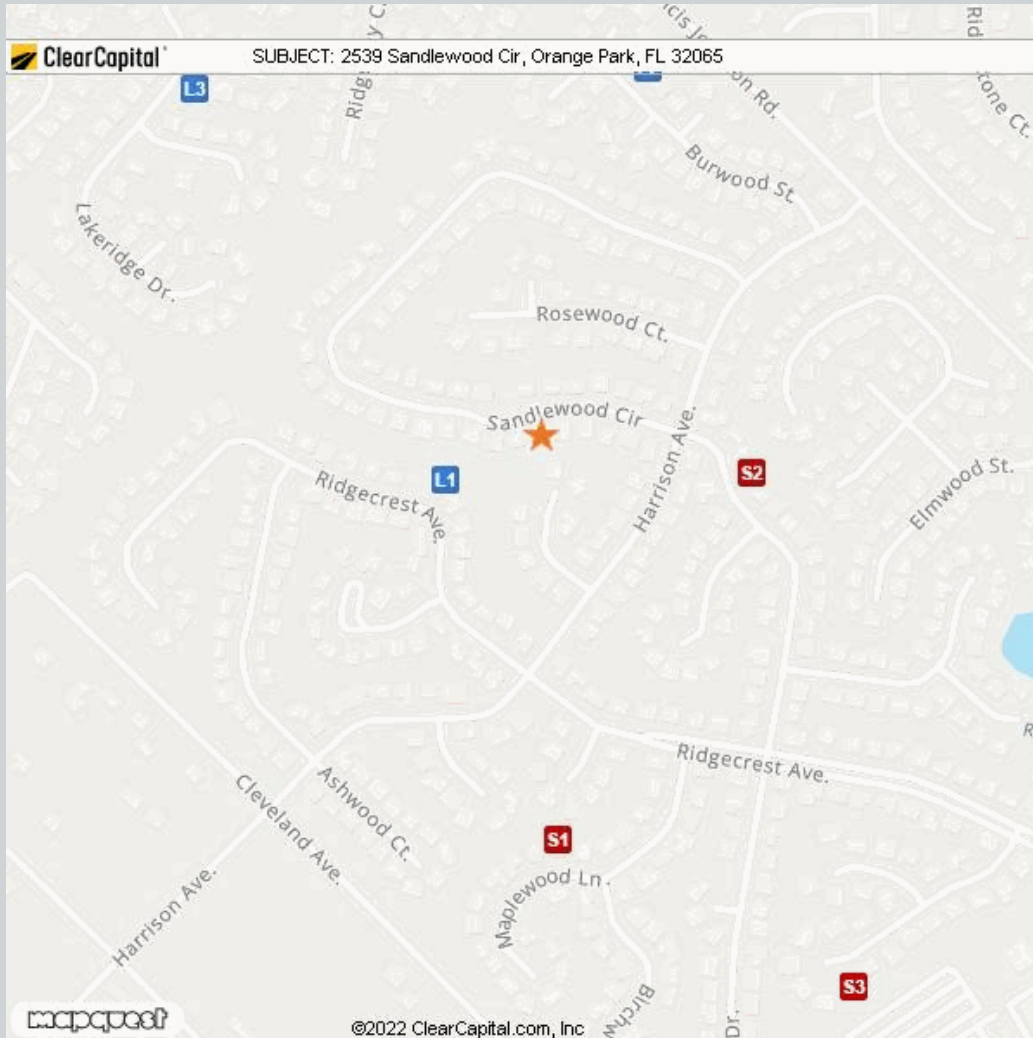 ClearCapital
SUBJECT: 2539 Sandlewood Cir, Orange Park, FL 32065
L3
Burwood St.
Lakeridge Dr.
Rosewood Ct.
Sandlewood Cir
Harrison Ave.
L1
S2
Ridgecrest Ave.
Elmwood St.
Ridgecrest Ave.
Ashwood Ct.
Cleveland Ave.
S1
Maplewood Ln.
Harrison Ave.
S3
Dr.
mapquest
©2022 ClearCapital.com, Inc